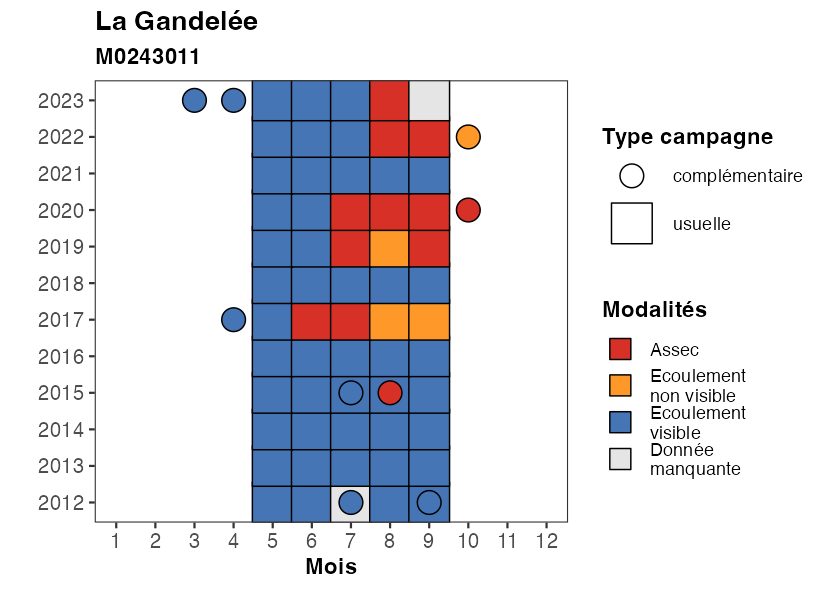 La Gandelée
M0243011
2023
2022
2021
2020
2019
2018
2017
2016
2015
2014
2013
2012
1 2 3 4 5 6 7 8 9 10 11 12
Mois
Type campagne
complémentaire
usuelle
Modalités
Assec
Ecoulement
non visible
Ecoulement
visible
Donnée
manquante